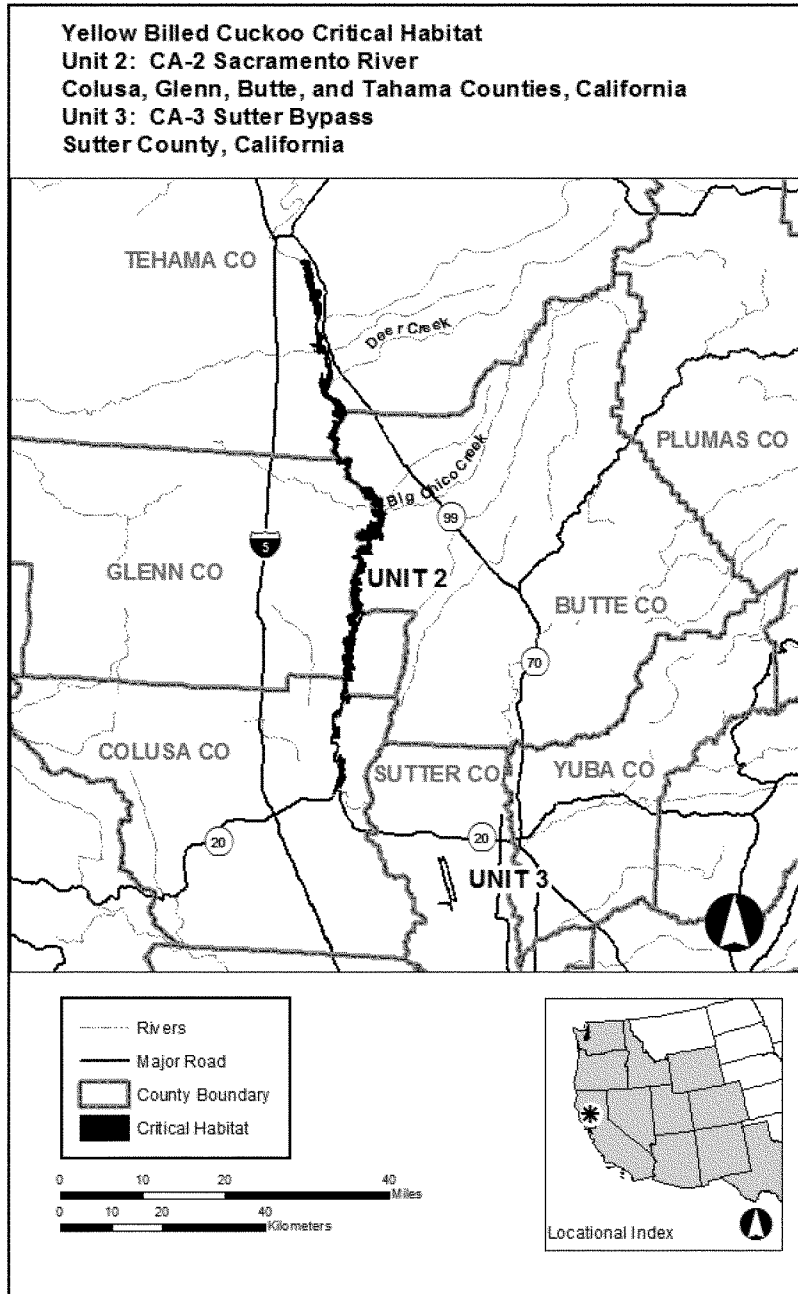 Yellow Billed Cuckoo Critical Habitat
Unit 2: CA-2 Sacramento River
Colusa, Glenn, Butte, and Tahama Counties, California
Unit 3: CA-3 Sutter Bypass
Sutter County, California
TEHAMA CO
Deer Creek
PLUMAS CO
Big Chico Creek
99
5
GLENN CO
UNIT 2
BUTTE CO
70
COLUSA CO
SUTTER CO
YUBA CO
20
20
UNIT 3
Rivers
Major Road
County Boundary
Critical Habitat
0 10 20 40
Miles
0 10 20 40
Kilometers
Locational Index